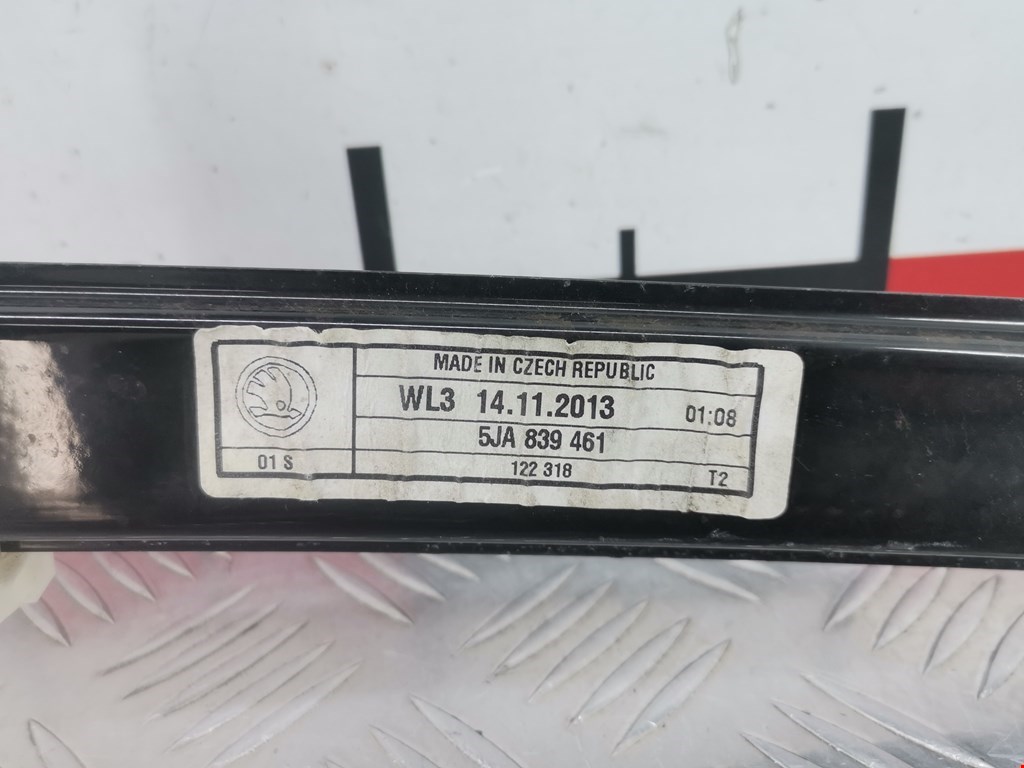 MADE IN CZECH REPUBLIC
WL3 14.11.2013 01:08
5JA 839 461
01 S 122 318 T2